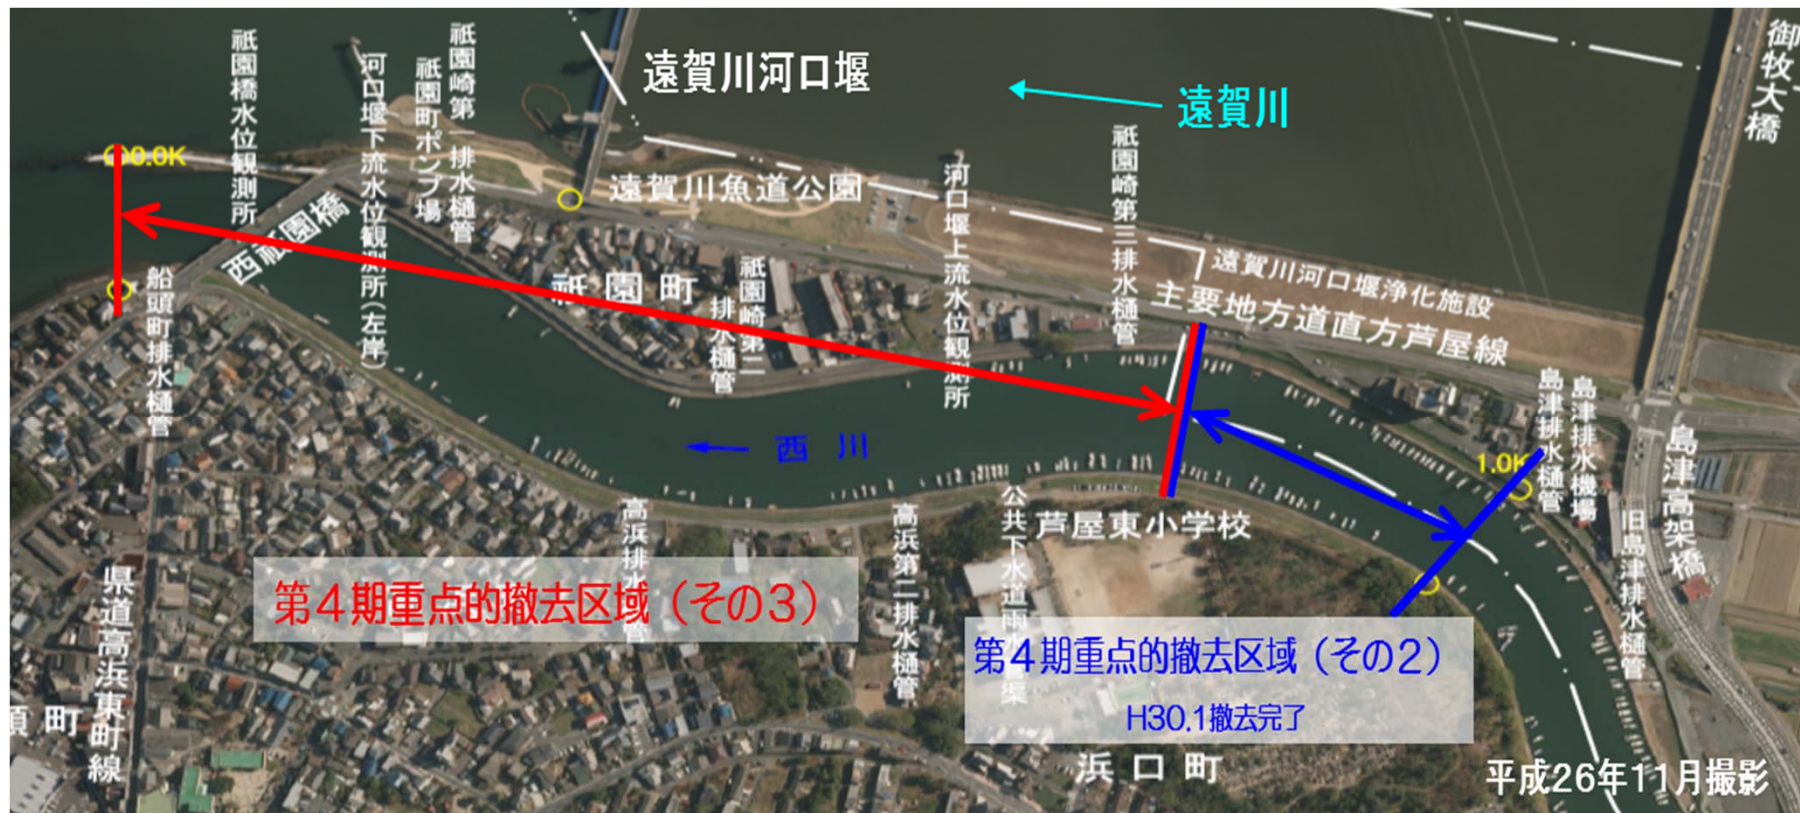 遠賀川河口堰
遠賀川
御牧大橋
祇園橋水位観測所
河口堰下流水位観測所(左岸)
祇園町ポンプ場
祇園崎第一排水樋管
0.0K
遠賀川魚道公園
西祇園橋
船頭町排水樋管
祇園町
祇園崎第二
排水樋管
河口堰上流水位観測所
祇園崎第三排水樋管
遠賀川河口堰浄化施設
主要地方道直方芦屋線
西川
1.0K
島津排水樋管
島津排水機場
島津高架橋
旧島津排水樋管
高浜排水樋管
高浜第二排水樋管
芦屋東小学校
第4期重点的撤去区域(その3)
第4期重点的撤去区域(その2)
H30.1撤去完了
県道高浜東町線
浜口町
平成26年11月撮影